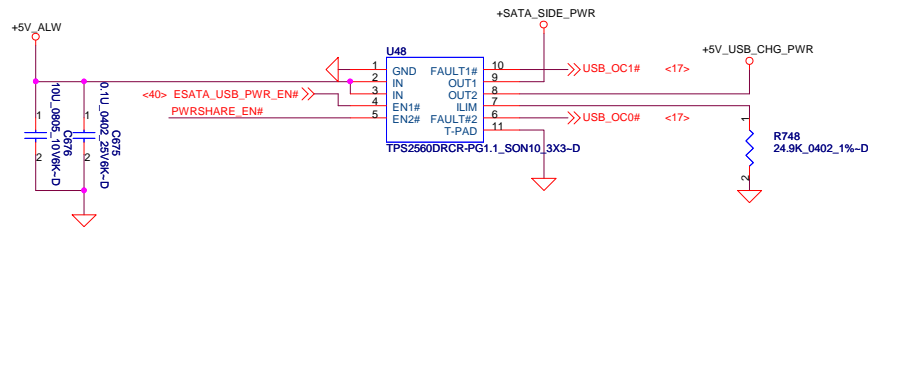 +SATA_SIDE_PWR
+5V_ALW
+5V_USB_CHG_PWR
U48
1 GND FAULT1# 10 USB_OC1# <17>
2 IN OUT1 9
3 IN OUT2 8
<40> ESATA_USB_PWR_EN# 4 EN1# ILIM 7
PWRSHARE_EN# 5 EN2# FAULT#2 6 USB_OC0# <17>
T-PAD 11
TPS2560DRCR-PG1.1_SON10_3X3~D
1
2
C676
10U_0805_10V6K~D
1
2
C675
0.1U_0402_25V6K~D
1
R748
24.9K_0402_1%~D
2